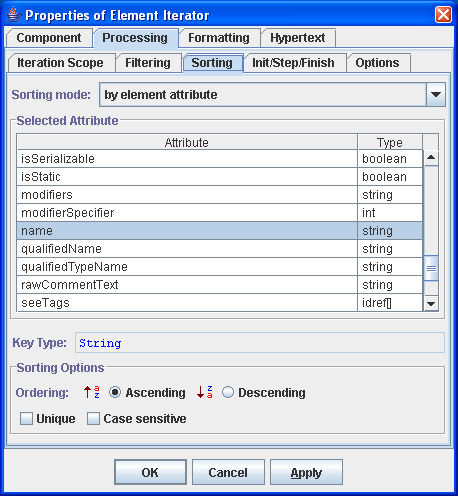 Properties of Element Iterator
Component Processing Formatting Hypertext
Iteration Scope Filtering Sorting Init/Step/Finish Options
Sorting mode: by element attribute
Selected Attribute
Attribute Type
isSerializable boolean
isStatic boolean
modifiers string
modifierSpecifier int
name string
qualifiedName string
qualifiedTypeName string
rawCommentText string
seeTags idref[]
Key Type: String
Sorting Options
Ordering: a z Ascending z a Descending
Unique Case sensitive
OK Cancel Apply